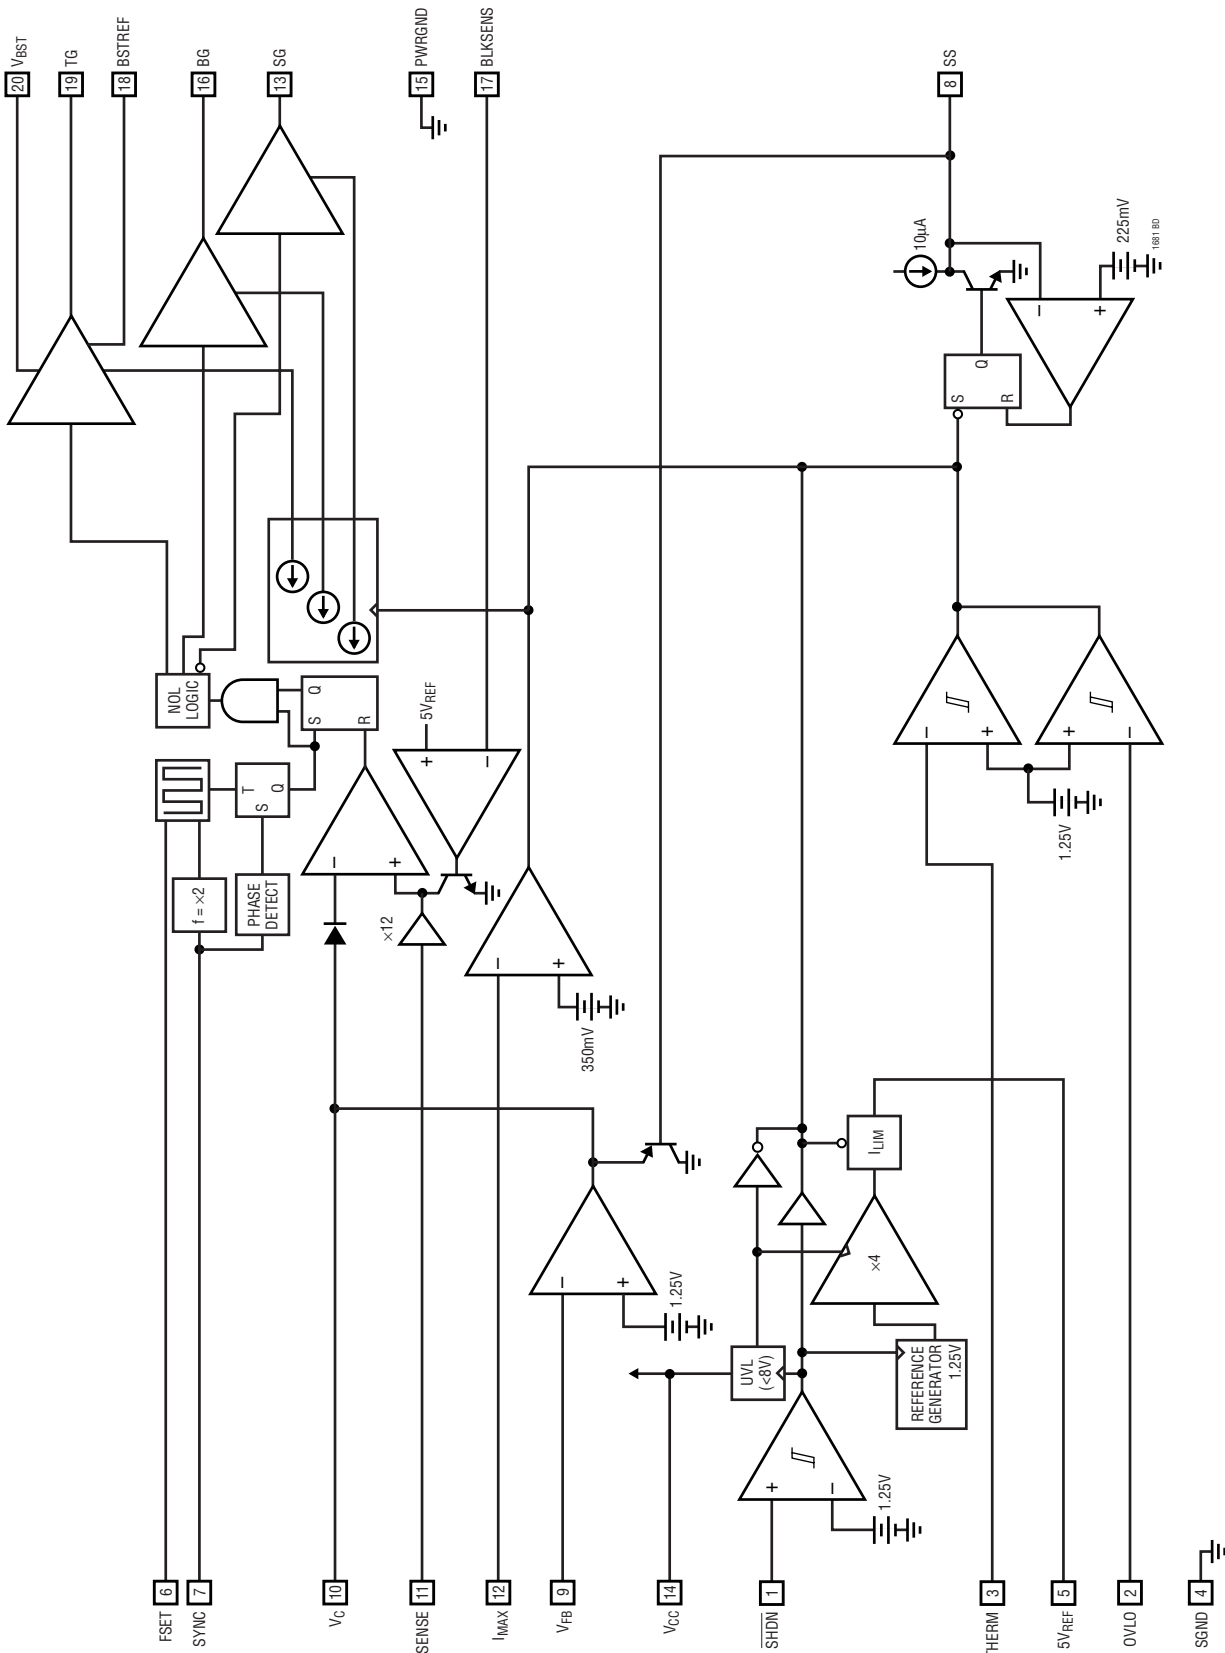 20 VBST
19 TG
18 BSTREF
6 FSET
7 SYNC
f = ×2
PHASE DETECT
T
S
Q
NOL LOGIC
16 BG
13 SG
VC 10
–
+
S
Q
R
SENSE 11
×12
+
–
5VREF
15 PWRGND
IMAX 12
–
+
350mV
17 BLKSENS
VFB 9
–
+
1.25V
VCC 14
UVL (<8V)
SHDN 1
+
–
1.25V
×4
ILIM
REFERENCE GENERATOR 1.25V
THERM 3
–
+
5VREF 5
1.25V
OVLO 2
+
–
SGND 4
8 SS
10µA
S
Q
R
–
+
225mV
1681 BD